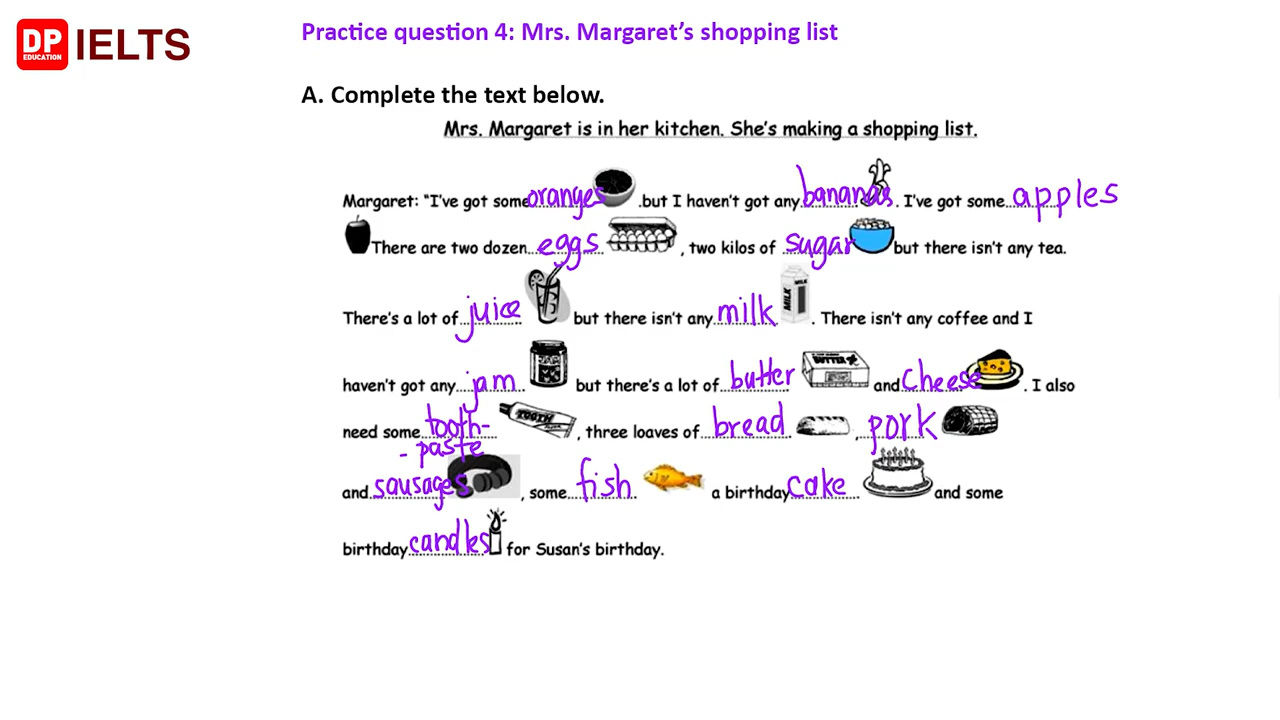 DP EDUCATION IELTS
Practice question 4: Mrs. Margaret's shopping list
A. Complete the text below.
Mrs. Margaret is in her kitchen. She's making a shopping list.
Margaret: "I've got some oranges .but I haven't got any bananas . I've got some apples
There are two dozen eggs , two kilos of sugar but there isn't any tea.
There's a lot of juice but there isn't any milk MILK MILK . There isn't any coffee and I
haven't got any jam JAM but there's a lot of butter BUTTER and cheese . I also
need some tooth- TOOTH , three loaves of bread , pork
- paste
and sausages , some fish a birthday cake and some
birthday candles for Susan's birthday.